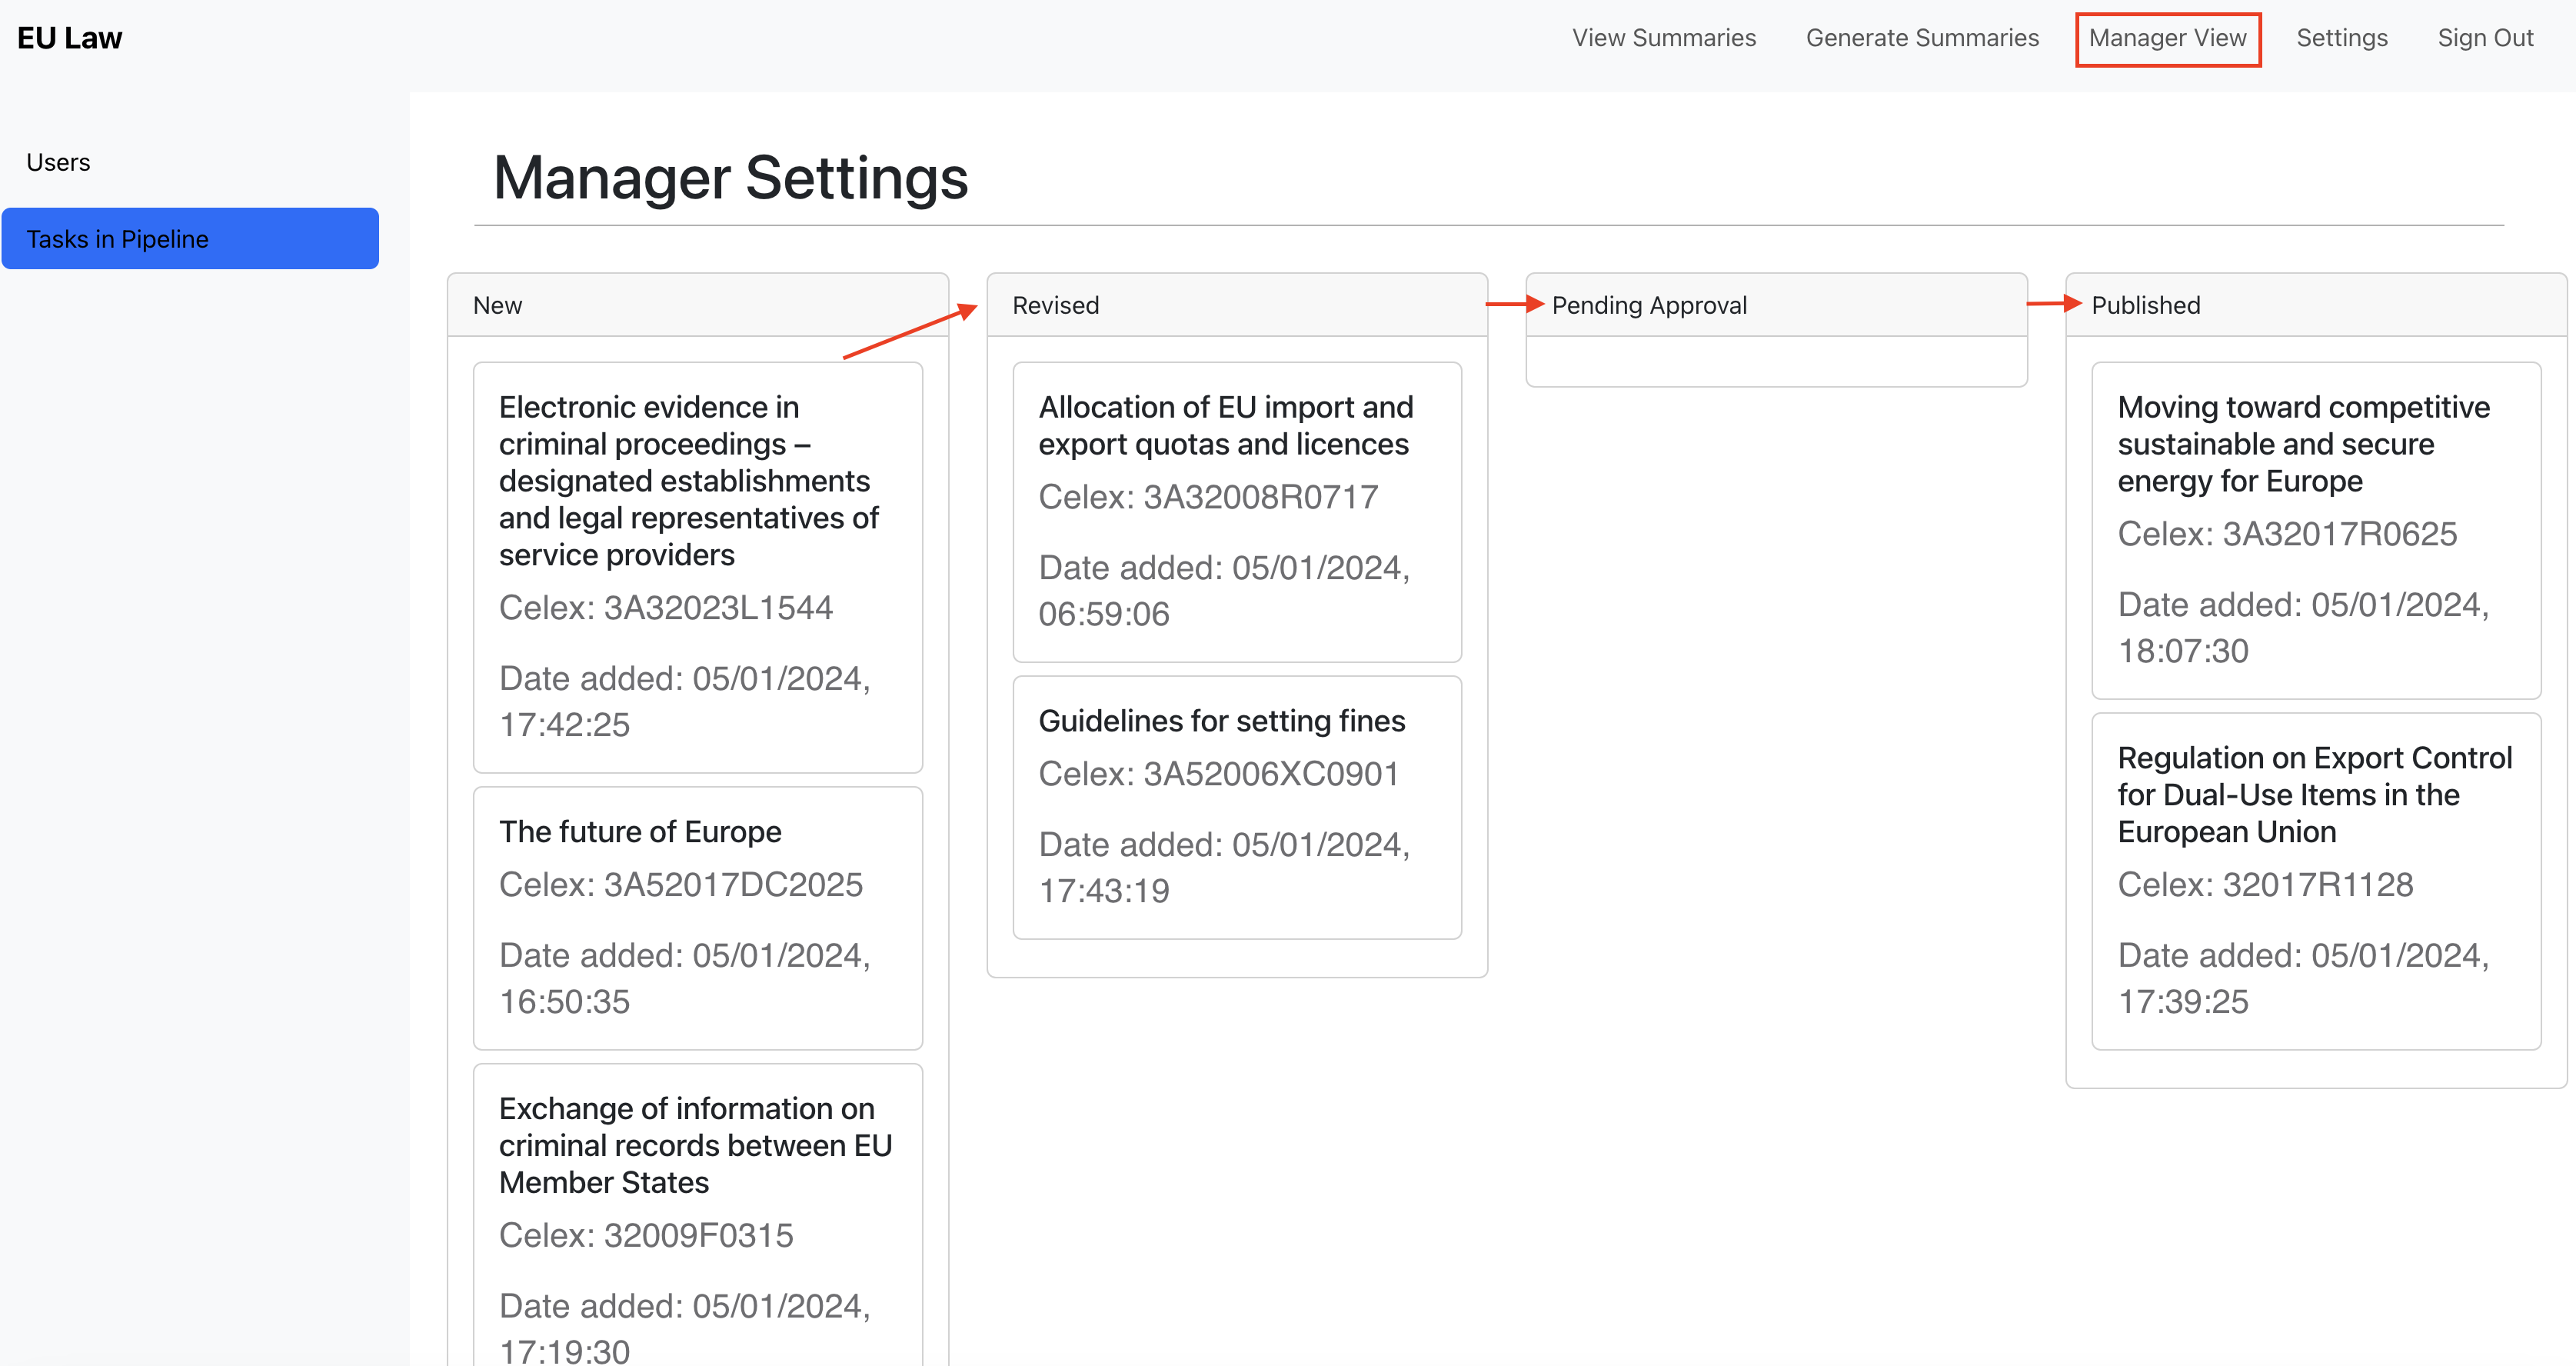 EU Law
View Summaries
Generate Summaries
Manager View
Settings
Sign Out
Users
Tasks in Pipeline
Manager Settings
New
Electronic evidence in
criminal proceedings –
designated establishments
and legal representatives of
service providers
Celex: 3A32023L1544
Date added: 05/01/2024,
17:42:25
The future of Europe
Celex: 3A52017DC2025
Date added: 05/01/2024,
16:50:35
Exchange of information on
criminal records between EU
Member States
Celex: 32009F0315
Date added: 05/01/2024,
17:19:30
Revised
Allocation of EU import and
export quotas and licences
Celex: 3A32008R0717
Date added: 05/01/2024,
06:59:06
Guidelines for setting fines
Celex: 3A52006XC0901
Date added: 05/01/2024,
17:43:19
Pending Approval
Published
Moving toward competitive
sustainable and secure
energy for Europe
Celex: 3A32017R0625
Date added: 05/01/2024,
18:07:30
Regulation on Export Control
for Dual-Use Items in the
European Union
Celex: 32017R1128
Date added: 05/01/2024,
17:39:25